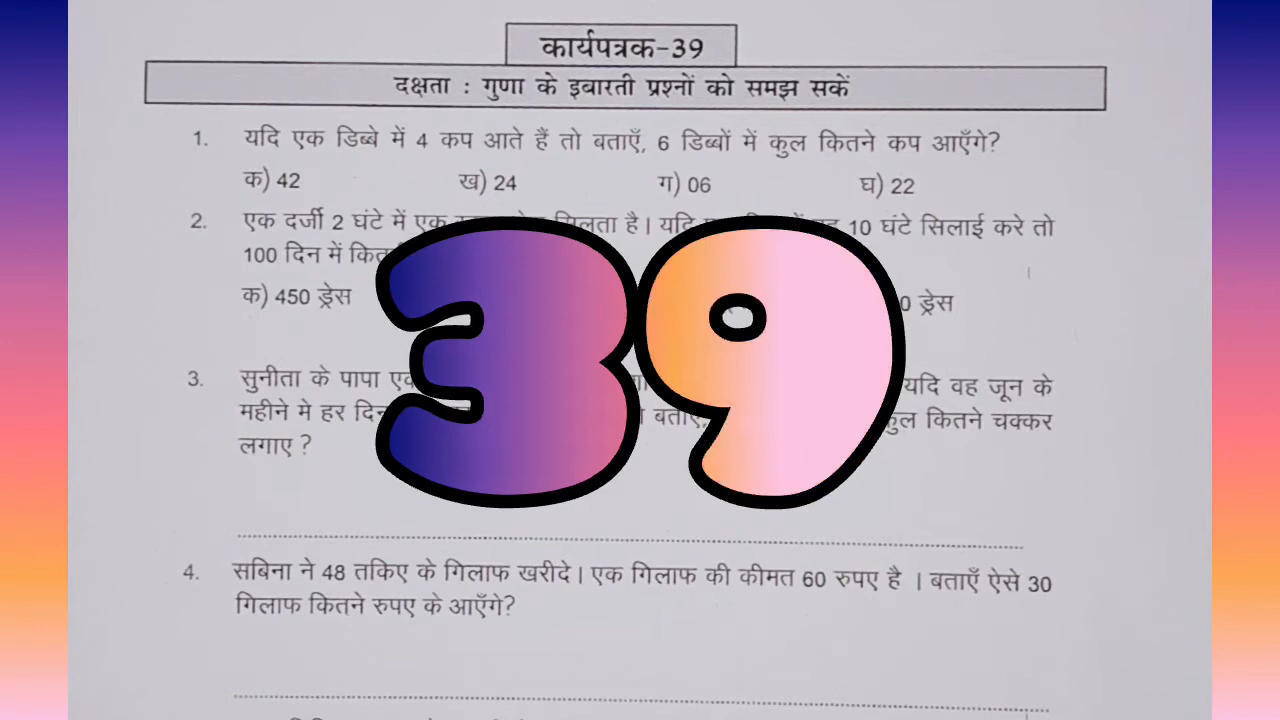 कार्यपत्रक-39
दक्षता : गुणा के इबारती प्रश्नों को समझ सकें
1. यदि एक डिब्बे में 4 कप आते हैं तो बताएँ, 6 डिब्बों में कुल कितने कप आएँगे?
क) 42 ख) 24 ग) 06 घ) 22
2. एक दर्जी 2 घंटे में एक है। यदि 10 घंटे सिलाई करे तो
100 दिन में
क) 450 ड्रेस ड्रेस
39
3. सुनीता के पापा यदि वह जून के
महीने मे हर दिन बताएँ, कुल कितने चक्कर
लगाए ?
4. सबिना ने 48 तकिए के गिलाफ खरीदे। एक गिलाफ की कीमत 60 रुपए है । बताएँ ऐसे 30
गिलाफ कितने रुपए के आएँगे?